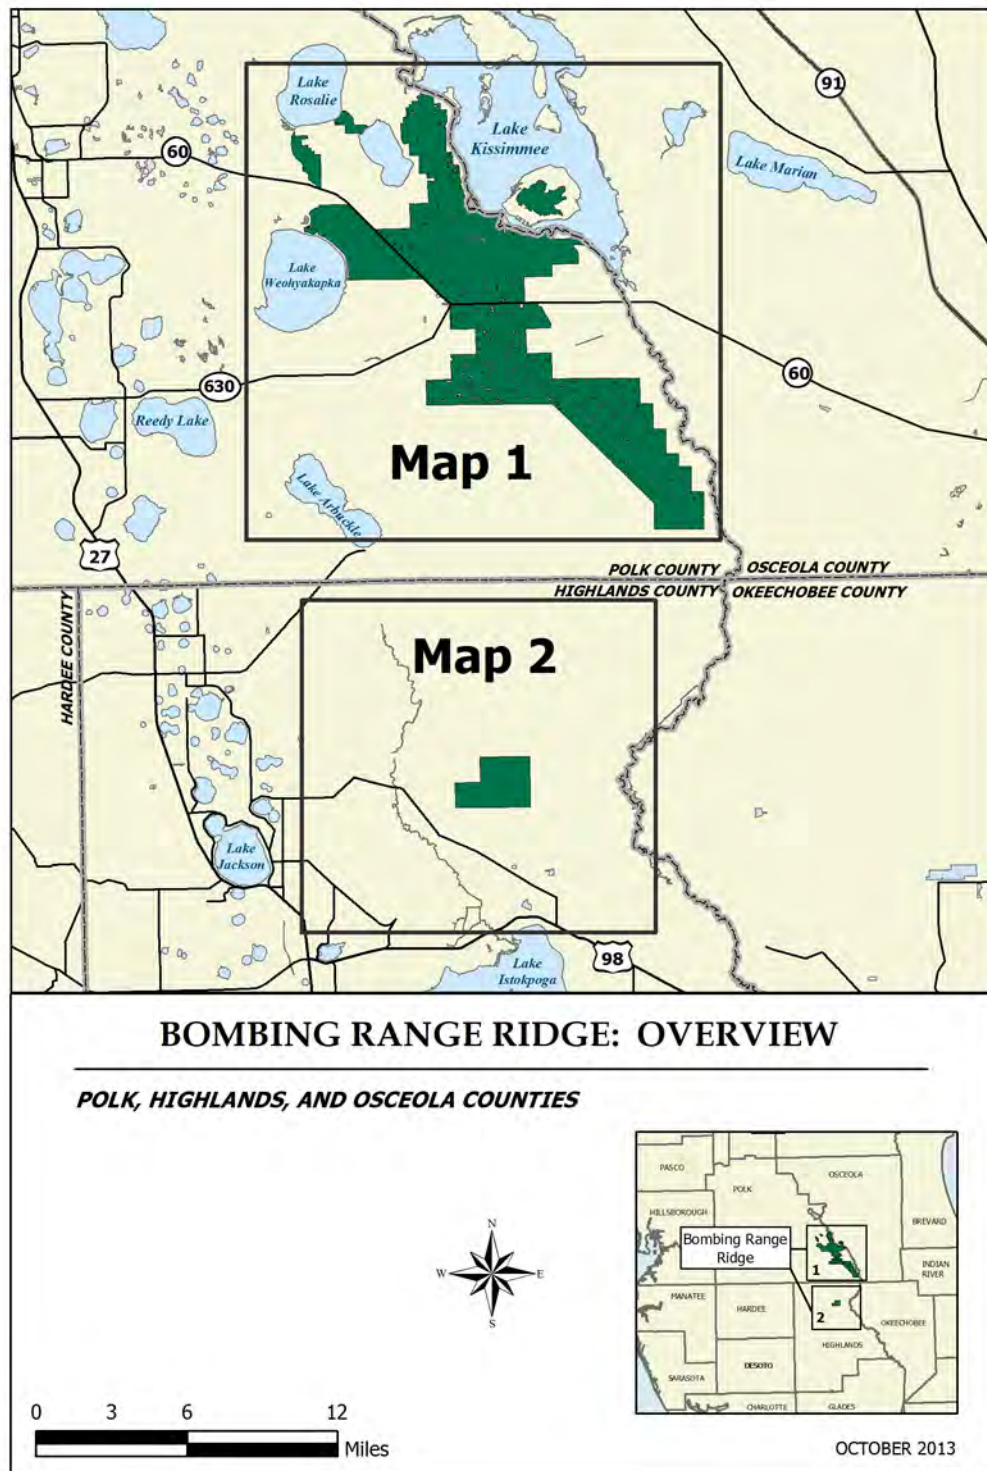 Lake
Rosalie
91
Lake
Kissimmee
60
Lake Marian
Lake
Weohyakapka
60
630
Reedy Lake
Map 1
Lake Arbuckle
27
POLK COUNTY
OSCEOLA COUNTY
HIGHLANDS COUNTY
OKEECHOBEE COUNTY
HARDEE COUNTY
Map 2
Lake
Jackson
98
Lake
Istokpoga
BOMBING RANGE RIDGE: OVERVIEW
POLK, HIGHLANDS, AND OSCEOLA COUNTIES
N
W
E
S
PASCO
OSCEOLA
POLK
HILLSBOROUGH
BREVARD
Bombing Range
Ridge
INDIAN
RIVER
1
MANATEE
HARDEE
2
OKEECHOBEE
HIGHLANDS
DESOTO
SARASOTA
CHARLOTTE
GLADES
0 3 6 12
Miles
OCTOBER 2013